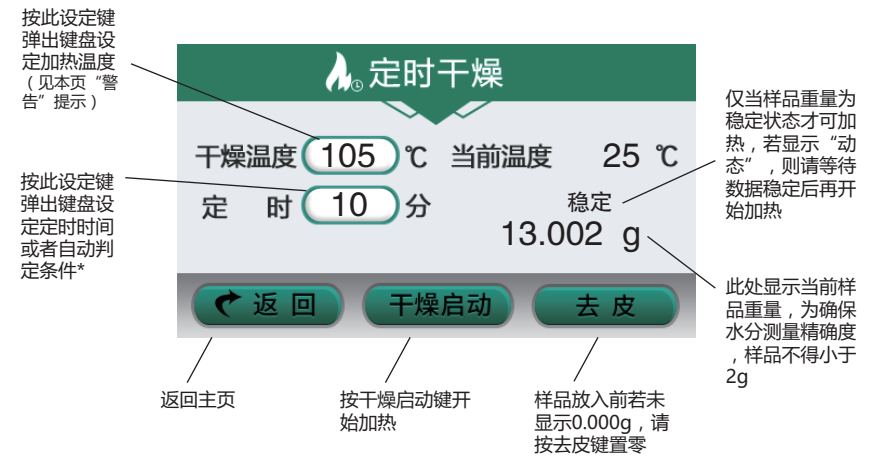 按此设定键
弹出键盘设
定加热温度
（见本页“警
告”提示）
按此设定键
弹出键盘设
定定时时间
或者自动判
定条件*
定时干燥
干燥温度 105 ℃ 当前温度 25 ℃
定 时 10 分
稳定
13.002 g
返 回 干燥启动 去 皮
仅当样品重量为
稳定状态才可加
热，若显示“动
态”，则请等待
数据稳定后再开
始加热
此处显示当前样
品重量，为确保
水分测量精确度
，样品不得小于
2g
返回主页
按干燥启动键开
始加热
样品放入前若未
显示0.000g，请
按去皮键置零